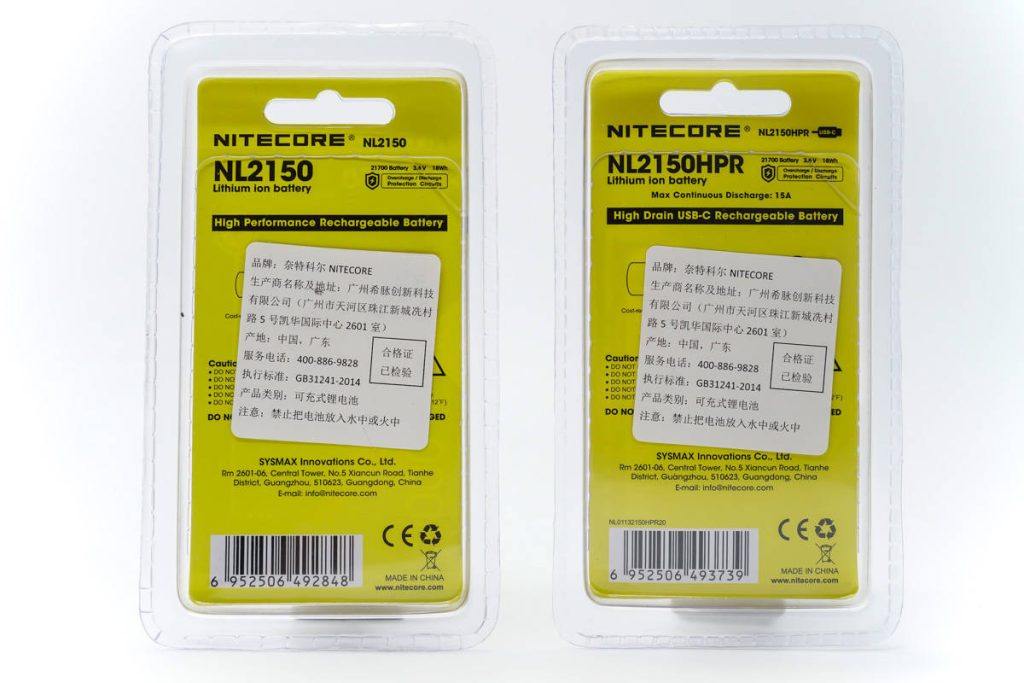 NITECORE® NL2150
NL2150
Lithium ion battery
21700 Battery 3.6V 18Wh
Overcharge / Discharge
Protection Circuits
High Performance Rechargeable Battery
品牌：奈特科尔 NITECORE
生产商名称及地址：广州希脉创新科技
有限公司（广州市天河区珠江新城冼村
路 5 号凯华国际中心 2601 室）
产地：中国，广东
服务电话：400-886-9828
执行标准：GB31241-2014
产品类别：可充式锂电池
注意：禁止把电池放入水中或火中
合格证
已检验
DO NOT
DO NOT
DO NOT
SYSMAX Innovations Co., Ltd.
Rm 2601-06, Central Tower, No.5 Xiancun Road, Tianhe
District, Guangzhou, 510623, Guangdong, China
E-mail: info@nitecore.com
6 952506 492848
CE
MADE IN CHINA
www.nitecore.com
NITECORE® NL2150HPR USB-C
NL2150HPR
Lithium ion battery
21700 Battery 3.6V 18Wh
Overcharge / Discharge
Protection Circuits
Max Continuous Discharge: 15A
High Drain USB-C Rechargeable Battery
品牌：奈特科尔 NITECORE
生产商名称及地址：广州希脉创新科技
有限公司（广州市天河区珠江新城冼村
路 5 号凯华国际中心 2601 室）
产地：中国，广东
服务电话：400-886-9828
执行标准：GB31241-2014
产品类别：可充式锂电池
注意：禁止把电池放入水中或火中
合格证
已检验
DO NOT
DO NOT
DO NOT
SYSMAX Innovations Co., Ltd.
Rm 2601-06, Central Tower, No.5 Xiancun Road, Tianhe
District, Guangzhou, 510623, Guangdong, China
E-mail: info@nitecore.com
NL01132150HPR20
6 952506 493739
CE
MADE IN CHINA
www.nitecore.com